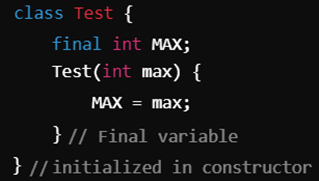 class Test {
final int MAX;
Test(int max) {
MAX = max;
} // Final variable
} //initialized in constructor